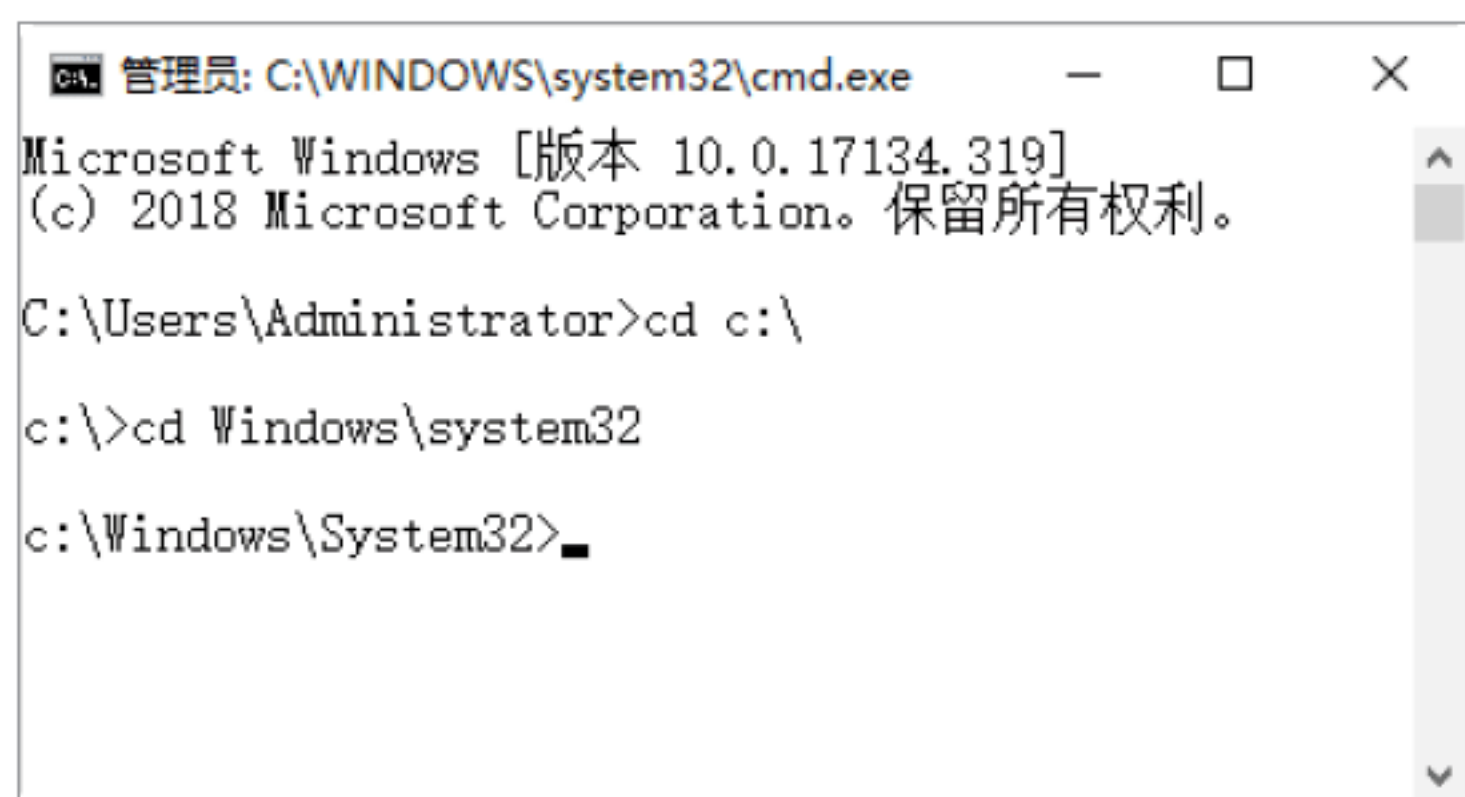 管理员: C:\WINDOWS\system32\cmd.exe
Microsoft Windows [版本 10.0.17134.319]
(c) 2018 Microsoft Corporation。保留所有权利。
C:\Users\Administrator>cd c:\
c:\>cd Windows\system32
c:\Windows\System32>